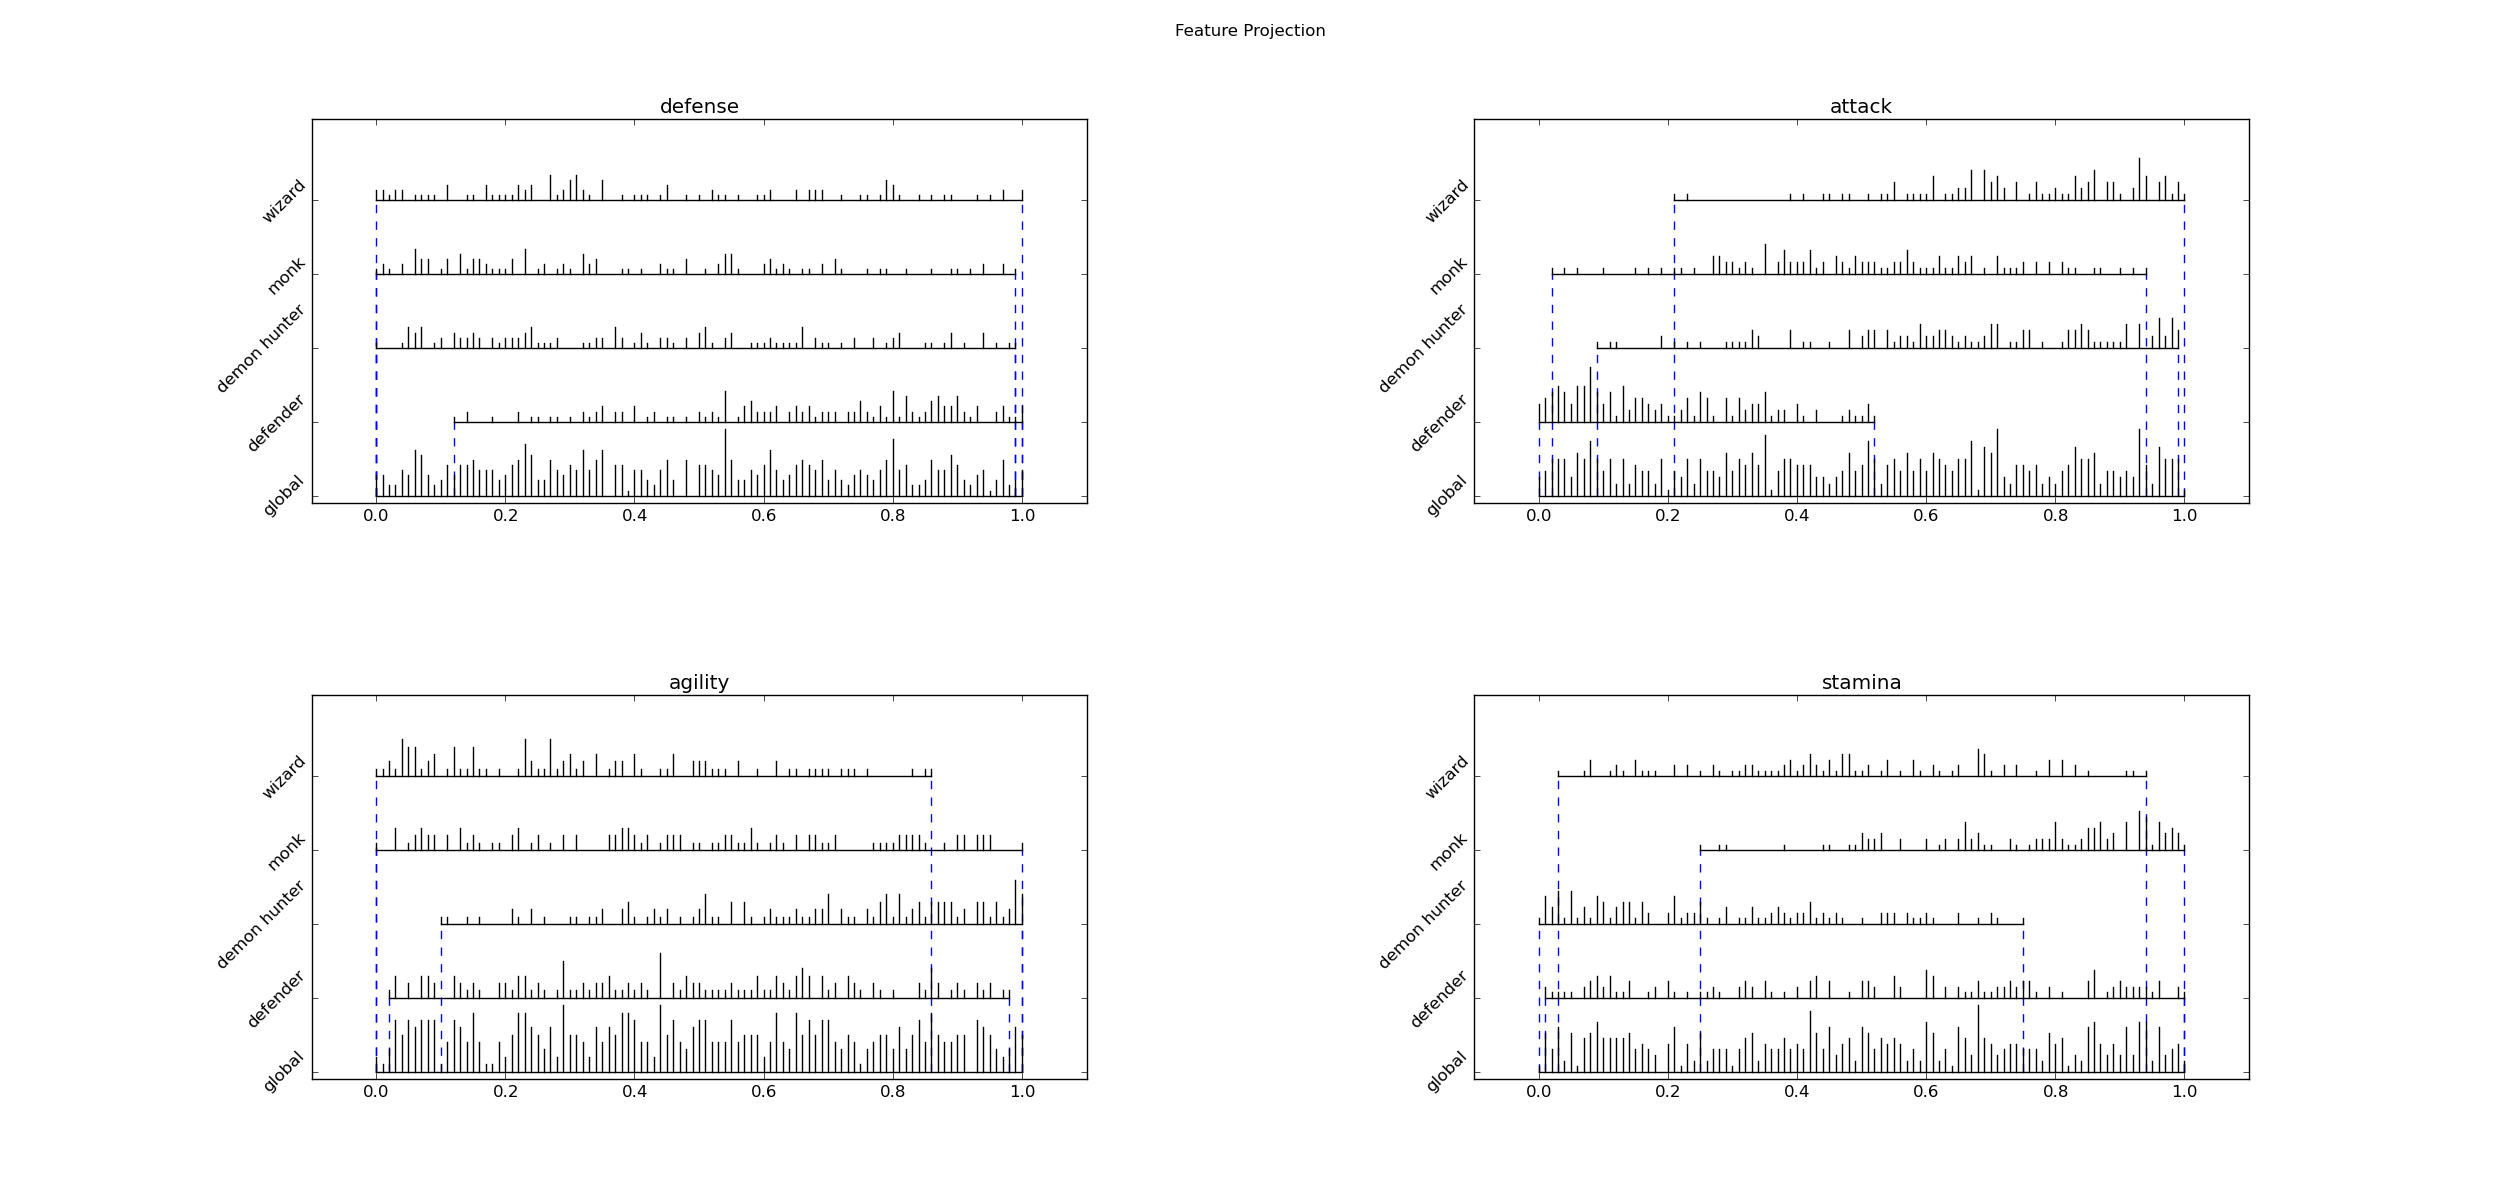 Feature Projection
defense
wizard
monk
demon hunter
defender
global
0.0 0.2 0.4 0.6 0.8 1.0
attack
wizard
monk
demon hunter
defender
global
0.0 0.2 0.4 0.6 0.8 1.0
agility
wizard
monk
demon hunter
defender
global
0.0 0.2 0.4 0.6 0.8 1.0
stamina
wizard
monk
demon hunter
defender
global
0.0 0.2 0.4 0.6 0.8 1.0